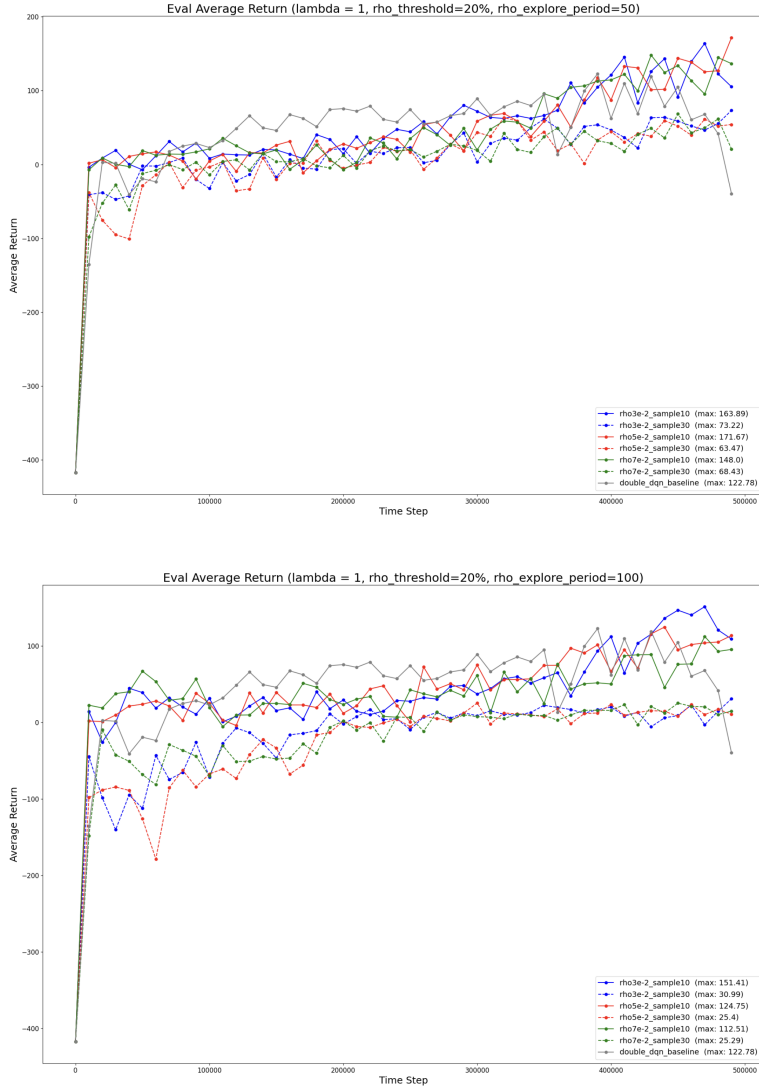 Eval Average Return (lambda = 1, rho_threshold=20%, rho_explore_period=50)
200
100
0
−100
−200
−300
−400
Average Return
rho3e-2_sample10 (max: 163.89)
rho3e-2_sample30 (max: 73.22)
rho5e-2_sample10 (max: 171.67)
rho5e-2_sample30 (max: 63.47)
rho7e-2_sample10 (max: 148.0)
rho7e-2_sample30 (max: 68.43)
double_dqn_baseline (max: 122.78)
0 100000 200000 300000 400000 500000
Time Step
Eval Average Return (lambda = 1, rho_threshold=20%, rho_explore_period=100)
100
0
−100
−200
−300
−400
Average Return
rho3e-2_sample10 (max: 151.41)
rho3e-2_sample30 (max: 30.99)
rho5e-2_sample10 (max: 124.75)
rho5e-2_sample30 (max: 25.4)
rho7e-2_sample10 (max: 112.51)
rho7e-2_sample30 (max: 25.29)
double_dqn_baseline (max: 122.78)
0 100000 200000 300000 400000 500000
Time Step